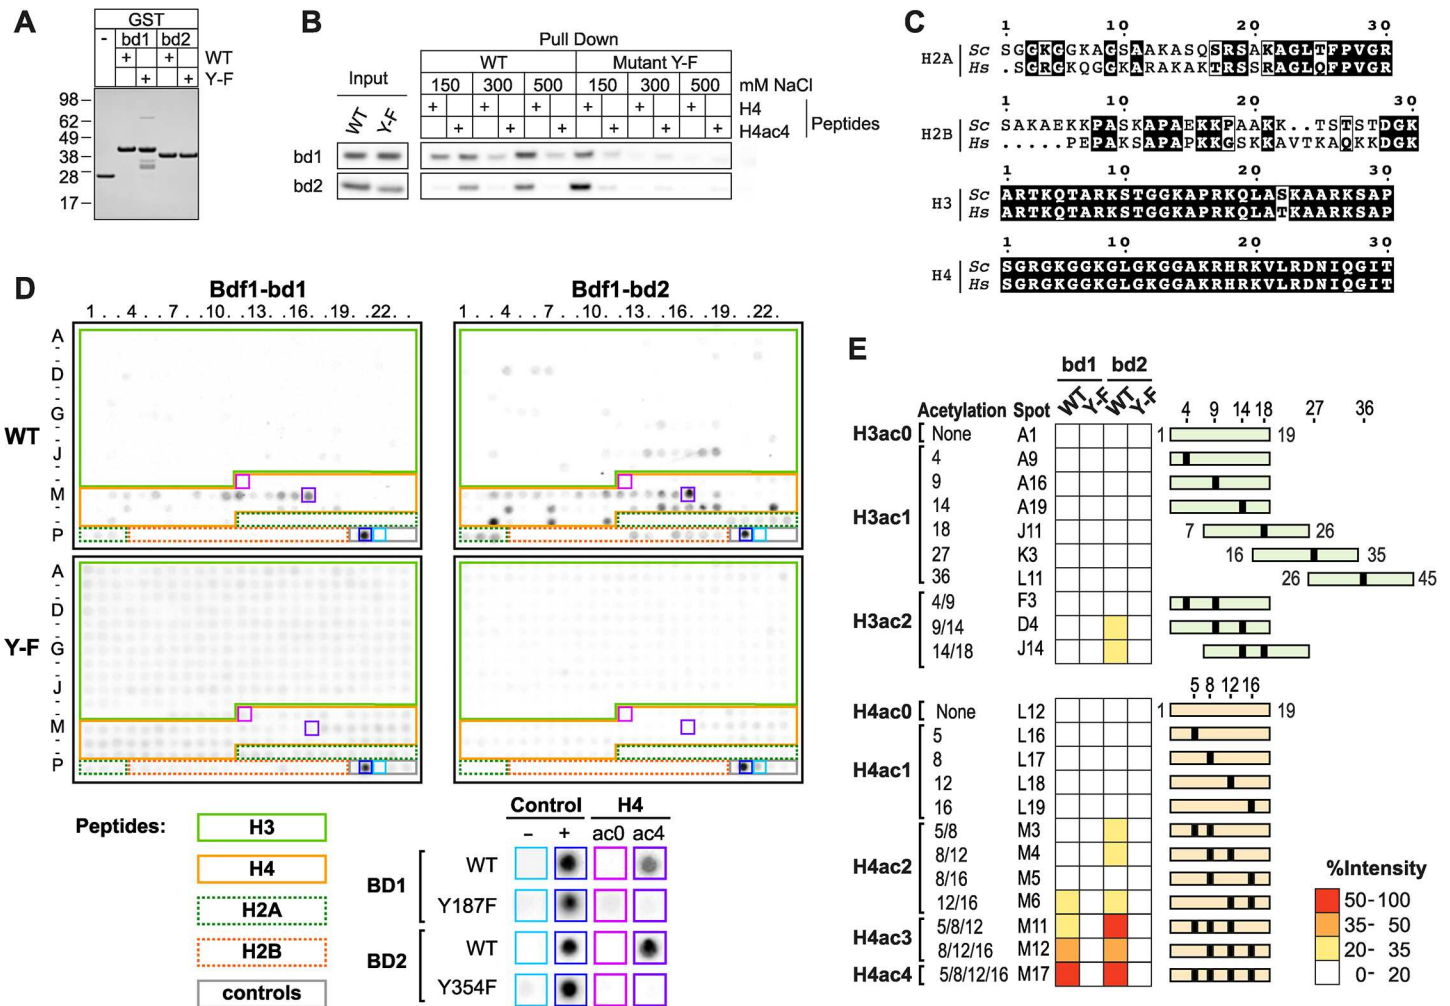 A
GST
- bd1 bd2
+ + WT
+ + Y-F
98
62
49
38
28
17
B
Pull Down
Input WT Mutant Y-F
150 300 500 150 300 500 mM NaCl
WT Y-F + + + + + + H4
+ + + + + + H4ac4
Peptides
bd1
bd2
C
1 10 20 30
H2A
Sc SGGKGGKAGSAAKASQSRSAKAGLTFPVGR
Hs .SGRGKQGGKARAKAKTRSSRAGLQFPVGR
1 10 20 30
H2B
Sc SAKAEKKPASKAPAEKKPAAKK..TSTSTDGK
Hs .....PEPAKSAPAPKKGSKKAVTKAQKKDGK
1 10 20 30
H3
Sc ARTKQTARKSTGGKAPRKQLASKAARKSAP
Hs ARTKQTARKSTGGKAPRKQLATKAARKSAP
1 10 20 30
H4
Sc SGRGKGGKGLGKGGAKRHRKVLRDNIQGIT
Hs SGRGKGGKGLGKGGAKRHRKVLRDNIQGIT
D
Bdf1-bd1 Bdf1-bd2
1 . . 4 . . 7 . . 10 . . 13 . . 16 . . 19 . . 22 .
1 . . 4 . . 7 . . 10 . . 13 . . 16 . . 19 . . 22 .
WT
A
-
-
D
-
-
G
-
-
J
-
-
M
-
-
P
Y-F
A
-
-
D
-
-
G
-
-
J
-
-
M
-
-
P
Peptides:
H3
H4
H2A
H2B
controls
Control H4
– + ac0 ac4
BD1
WT
Y187F
BD2
WT
Y354F
E
bd1 bd2
WT Y-F WT Y-F
Acetylation Spot 4 9 14 18 27 36
H3ac0 None A1 1 19
H3ac1
4 A9
9 A16
14 A19
18 J11 7 26
27 K3 16 35
36 L11 26 45
H3ac2
4/9 F3
9/14 D4
14/18 J14
5 8 12 16
H4ac0 None L12 1 19
H4ac1
5 L16
8 L17
12 L18
16 L19
H4ac2
5/8 M3
8/12 M4
8/16 M5
12/16 M6
H4ac3
5/8/12 M11
8/12/16 M12
H4ac4 5/8/12/16 M17
%Intensity
50- 100
35- 50
20- 35
0- 20